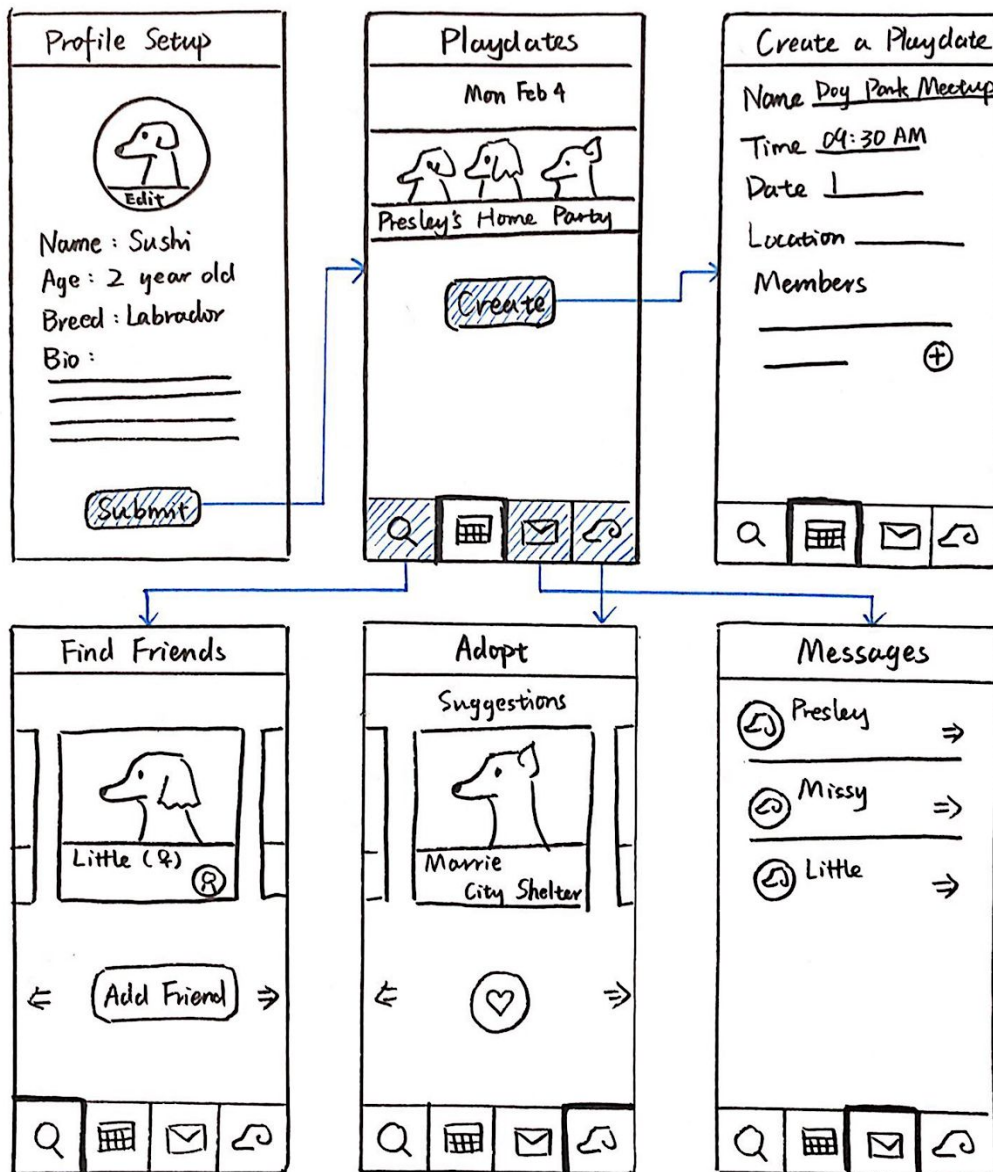 Profile Setup
Edit
Name : Sushi
Age : 2 year old
Breed : Labrador
Bio :
Submit
Playdates
Mon Feb 4
Presley's Home Party
Create
Create a Playdate
Name Dog Park Meetup
Time 09:30 AM
Date
Location
Members
Find Friends
Little (♀)
Add Friend
Adopt
Suggestions
Marrie
City Shelter
Messages
Presley
Missy
Little